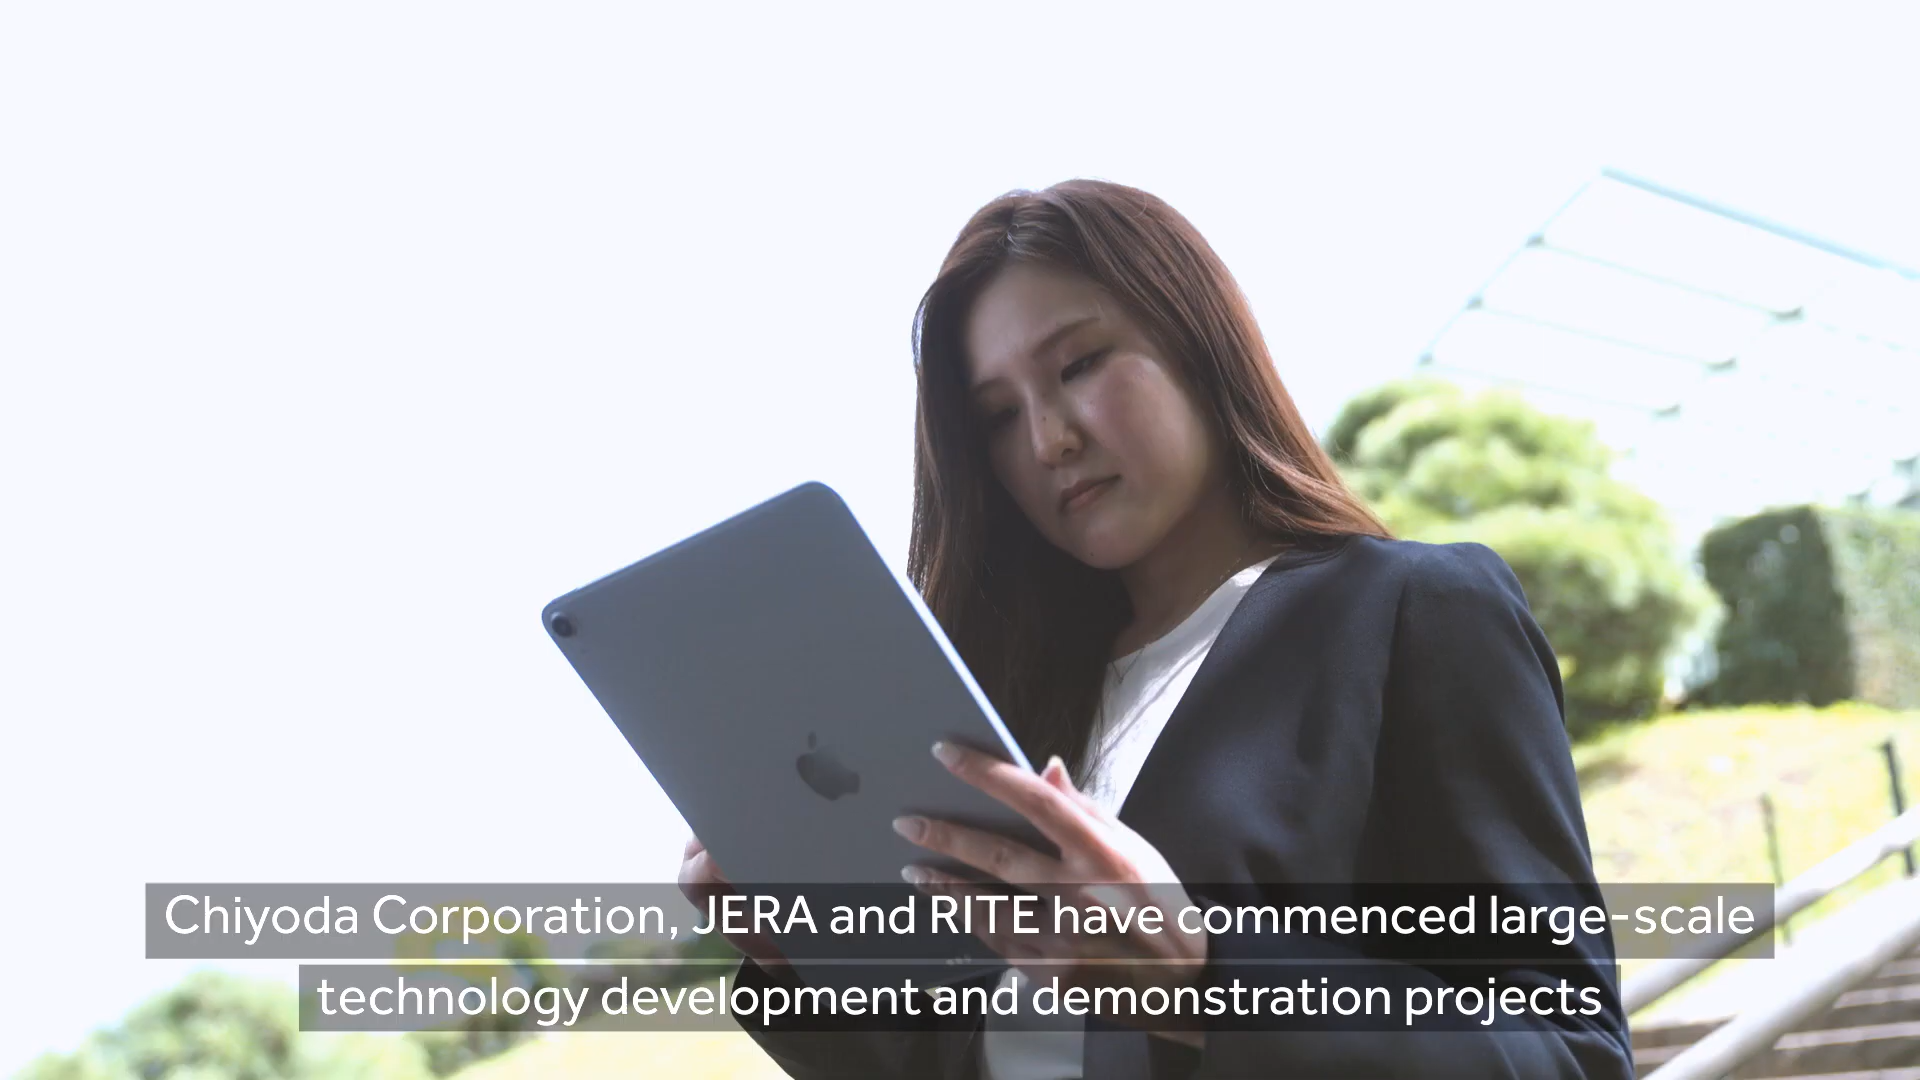 Chiyoda Corporation, JERA and RITE have commenced large-scale
technology development and demonstration projects